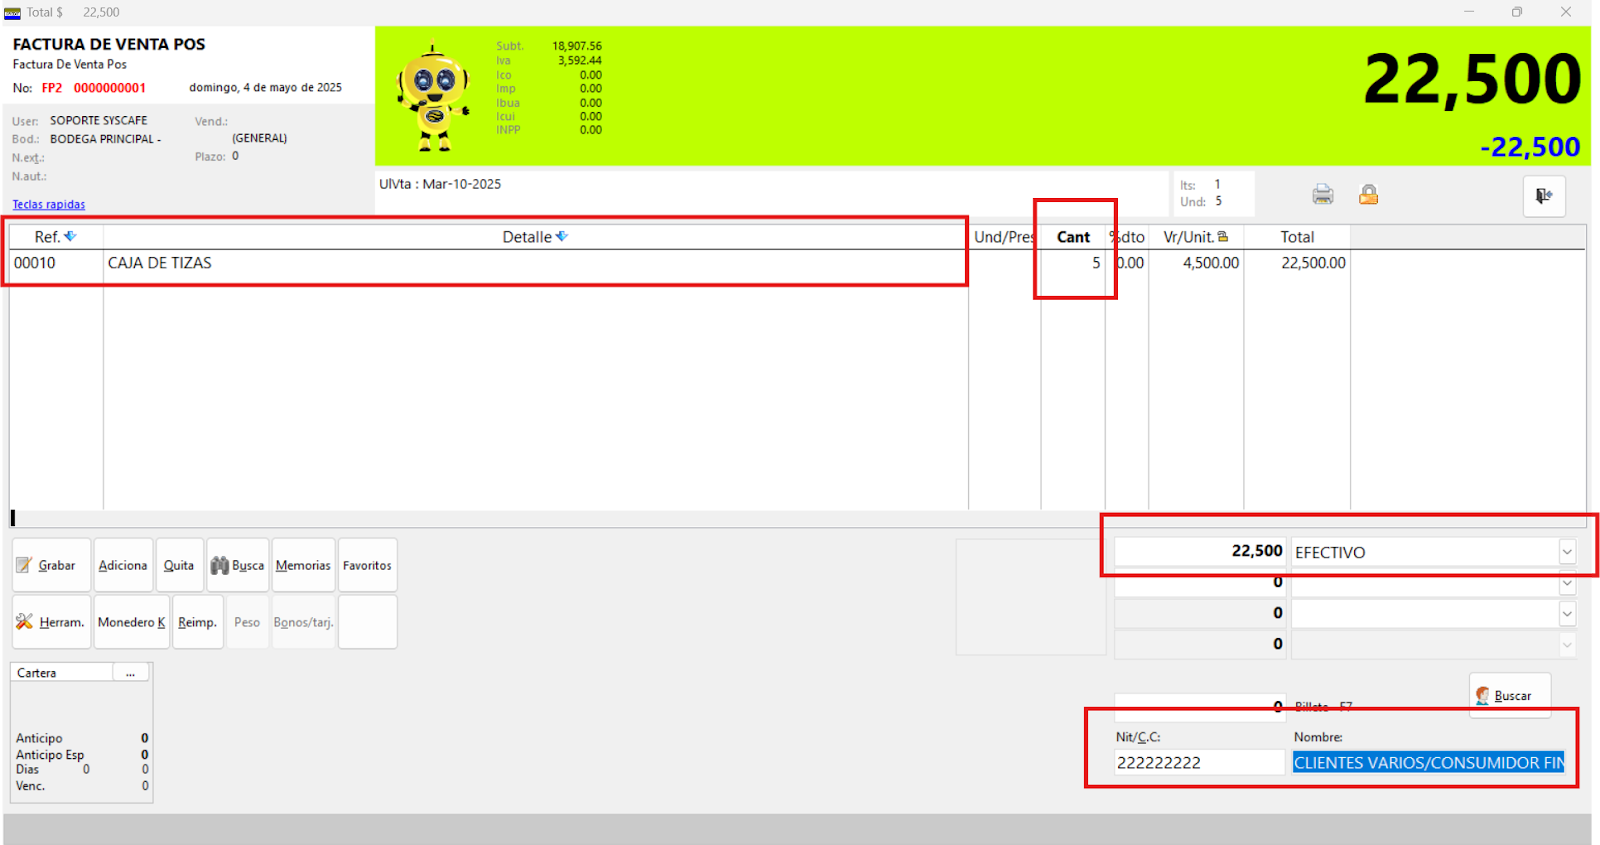 Total $ 22,500
FACTURA DE VENTA POS
Factura De Venta Pos
No: FP2 0000000001 domingo, 4 de mayo de 2025
User: SOPORTE SYSCAFE Vend.:
Bod.: BODEGA PRINCIPAL - (GENERAL)
N.ext.: Plazo: 0
N.aut.:
Teclas rapidas
Subt. 18,907.56
Iva 3,592.44
Ico 0.00
Imp 0.00
Ibua 0.00
Icui 0.00
INPP 0.00
22,500
-22,500
UlVta : Mar-10-2025
Its: 1
Und: 5
Ref. Detalle Und/Pres Cant %dto Vr/Unit. Total
00010 CAJA DE TIZAS 5 0.00 4,500.00 22,500.00
Grabar Adiciona Quita Busca Memorias Favoritos
Herram. Monedero K Reimp. Peso Bonos/tarj.
22,500 EFECTIVO
0
0
0
Cartera ...
Anticipo 0
Anticipo Esp 0
Dias 0 0
Venc. 0
0 Billete - F7
Buscar
Nit/C.C: Nombre:
222222222 CLIENTES VARIOS/CONSUMIDOR FIN